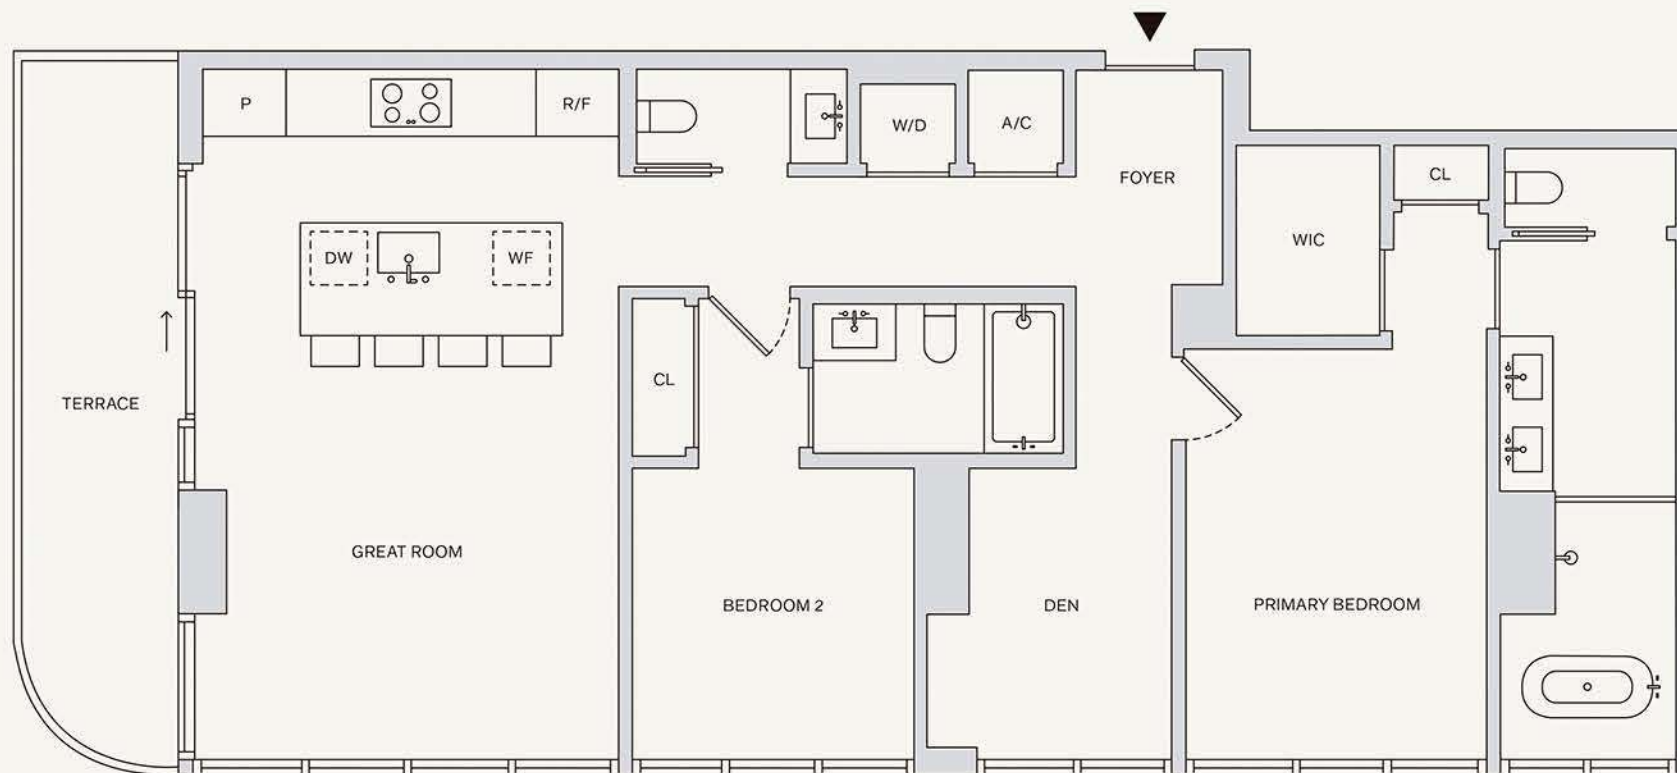 P
R/F
W/D
A/C
FOYER
CL
WIC
DW
WF
CL
TERRACE
GREAT ROOM
BEDROOM 2
DEN
PRIMARY BEDROOM